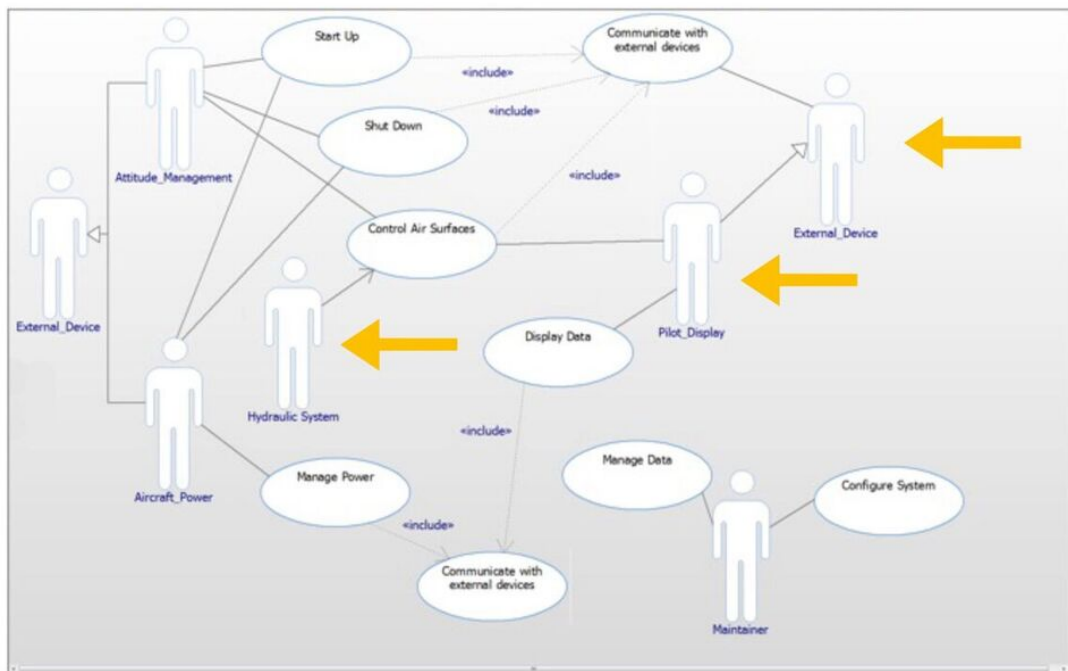 Start Up
Communicate with
external devices
«include»
«include»
Shut Down
Attitude_Management
«include»
Control Air Surfaces
External_Device
External_Device
Pilot_Display
Display Data
Hydraulic System
«include»
Manage Data
Manage Power
Configure System
Aircraft_Power
«include»
Communicate with
external devices
Maintainer